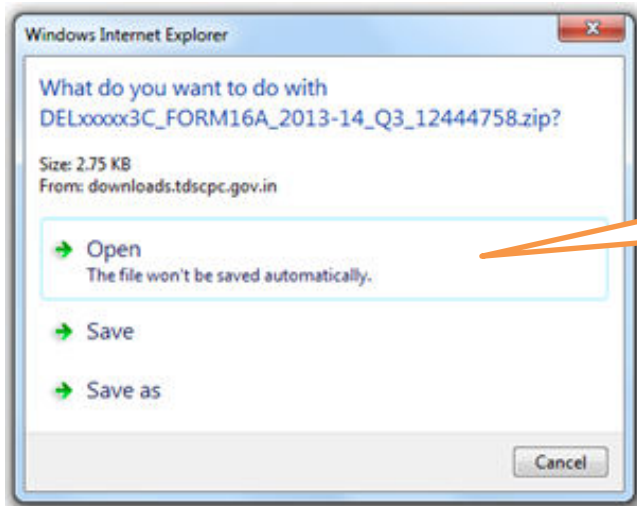 Windows Internet Explorer
What do you want to do with
DELxxxxx3C_FORM16A_2013-14_Q3_12444758.zip?
Size: 2.75 KB
From: downloads.tdscpc.gov.in
Open
The file won't be saved automatically.
Save
Save as
Cancel